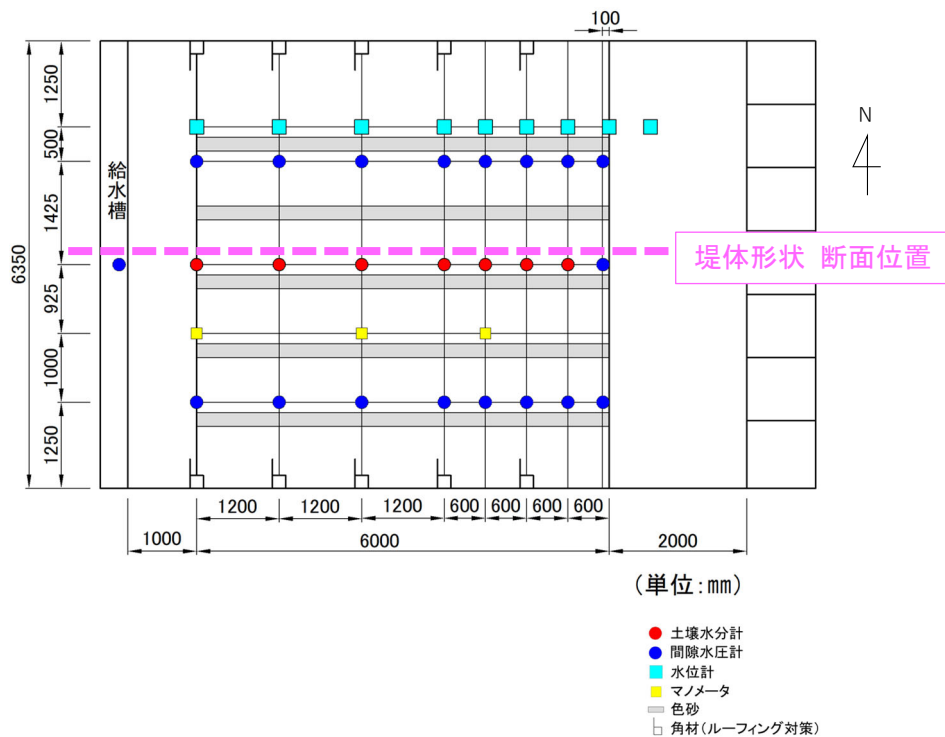 100
1250
500
1425
925
1000
1250
6350
給水槽
N
堤体形状 断面位置
1200
1200
1200
600
600
600
600
1000
6000
2000
(単位:㎜)
土壌水分計
間隙水圧計
水位計
マノメータ
色砂
角材(ルーフィング対策)